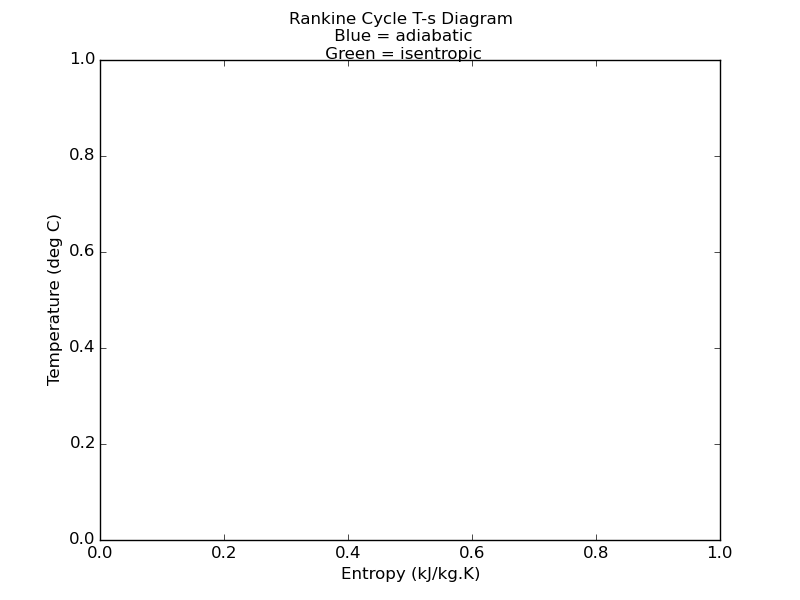 Rankine Cycle T-s Diagram
Blue = adiabatic
Green = isentropic
1.0
0.8
0.6
0.4
0.2
0.0
Temperature (deg C)
0.0 0.2 0.4 0.6 0.8 1.0
Entropy (kJ/kg.K)